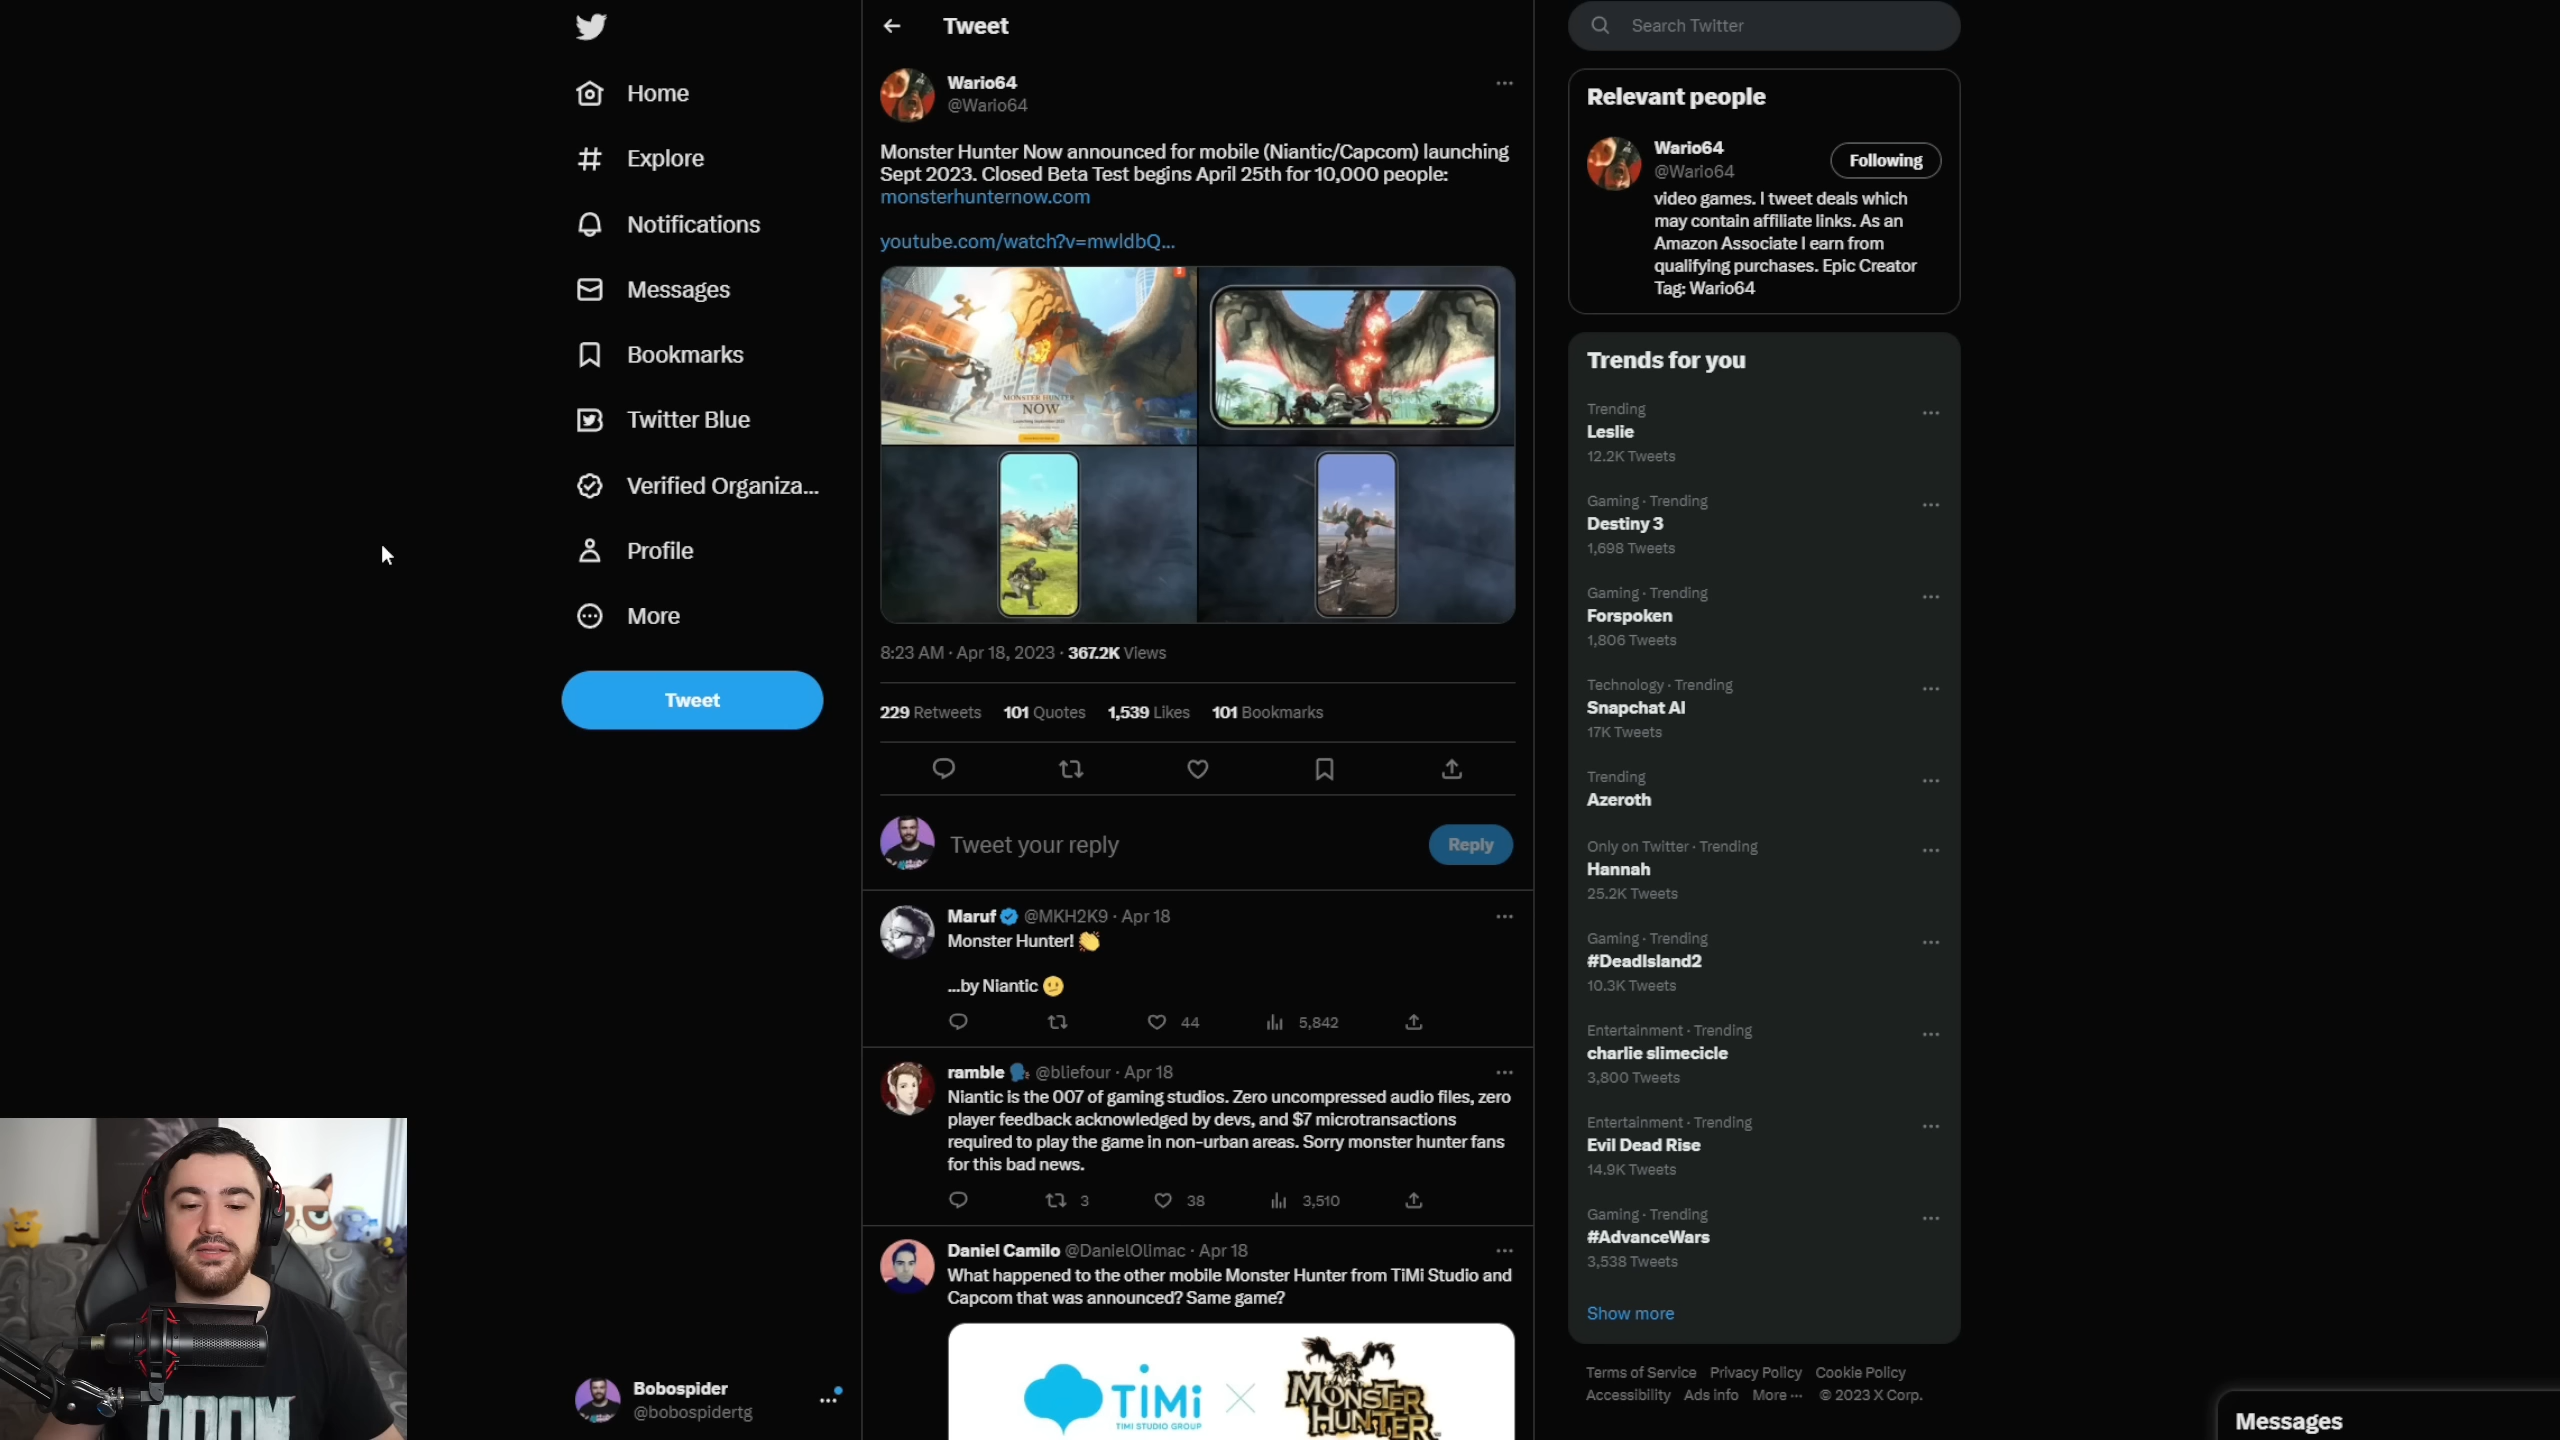 Home
Explore
Notifications
Messages
Bookmarks
Twitter Blue
Verified Organiza...
Profile
More
Tweet
Bobospider
@bobospidertg
Tweet
Wario64
@Wario64
Monster Hunter Now announced for mobile (Niantic/Capcom) launching
Sept 2023. Closed Beta Test begins April 25th for 10,000 people:
monsterhunternow.com
youtube.com/watch?v=mwldbQ...
MONSTER HUNTER
NOW
8:23 AM · Apr 18, 2023 · 367.2K Views
229 Retweets 101 Quotes 1,539 Likes 101 Bookmarks
Tweet your reply
Reply
Maruf @MKH2K9 · Apr 18
Monster Hunter! 👏
...by Niantic 🫤
44 5,842
ramble 🗣 @bliefour · Apr 18
Niantic is the 007 of gaming studios. Zero uncompressed audio files, zero
player feedback acknowledged by devs, and $7 microtransactions
required to play the game in non-urban areas. Sorry monster hunter fans
for this bad news.
3 38 3,510
Daniel Camilo @DanielOlimac · Apr 18
What happened to the other mobile Monster Hunter from TiMi Studio and
Capcom that was announced? Same game?
TiMi
TIMI STUDIO GROUP
MONSTER
HUNTER
Search Twitter
Relevant people
Wario64
@Wario64
Following
video games. I tweet deals which
may contain affiliate links. As an
Amazon Associate I earn from
qualifying purchases. Epic Creator
Tag: Wario64
Trends for you
Trending
Leslie
12.2K Tweets
Gaming · Trending
Destiny 3
1,698 Tweets
Gaming · Trending
Forspoken
1,806 Tweets
Technology · Trending
Snapchat AI
17K Tweets
Trending
Azeroth
Only on Twitter · Trending
Hannah
25.2K Tweets
Gaming · Trending
#DeadIsland2
10.3K Tweets
Entertainment · Trending
charlie slimecicle
3,800 Tweets
Entertainment · Trending
Evil Dead Rise
14.9K Tweets
Gaming · Trending
#AdvanceWars
3,538 Tweets
Show more
Terms of Service Privacy Policy Cookie Policy
Accessibility Ads info More ··· © 2023 X Corp.
Messages